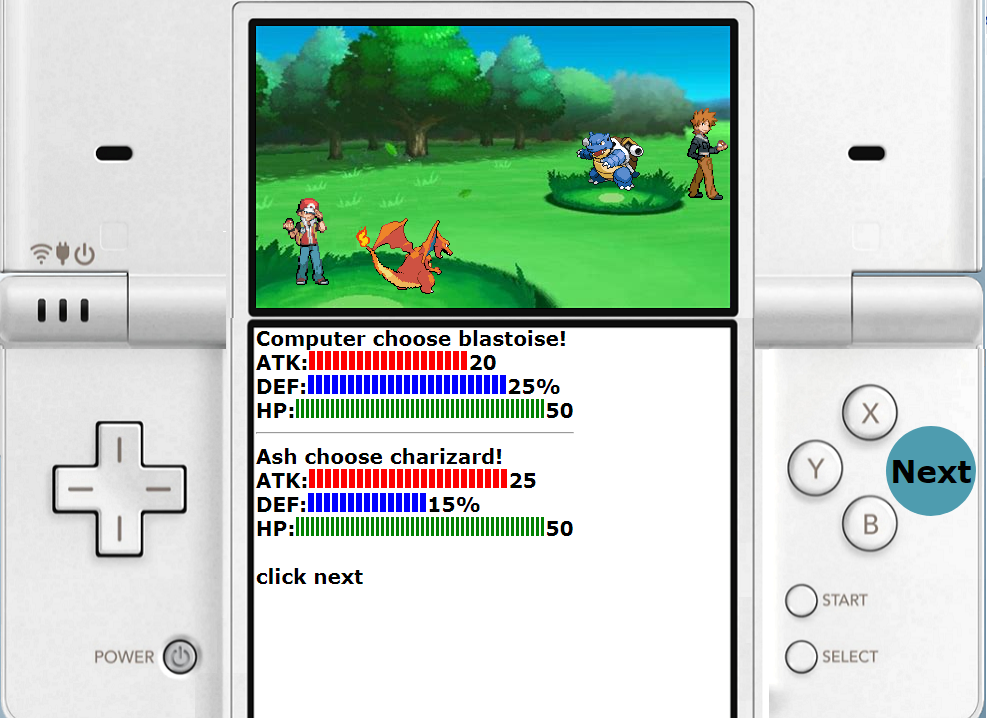 Computer choose blastoise!
ATK:20
DEF:25%
HP:50
Ash choose charizard!
ATK:25
DEF:15%
HP:50
click next
X
Y
Next
B
START
SELECT
POWER